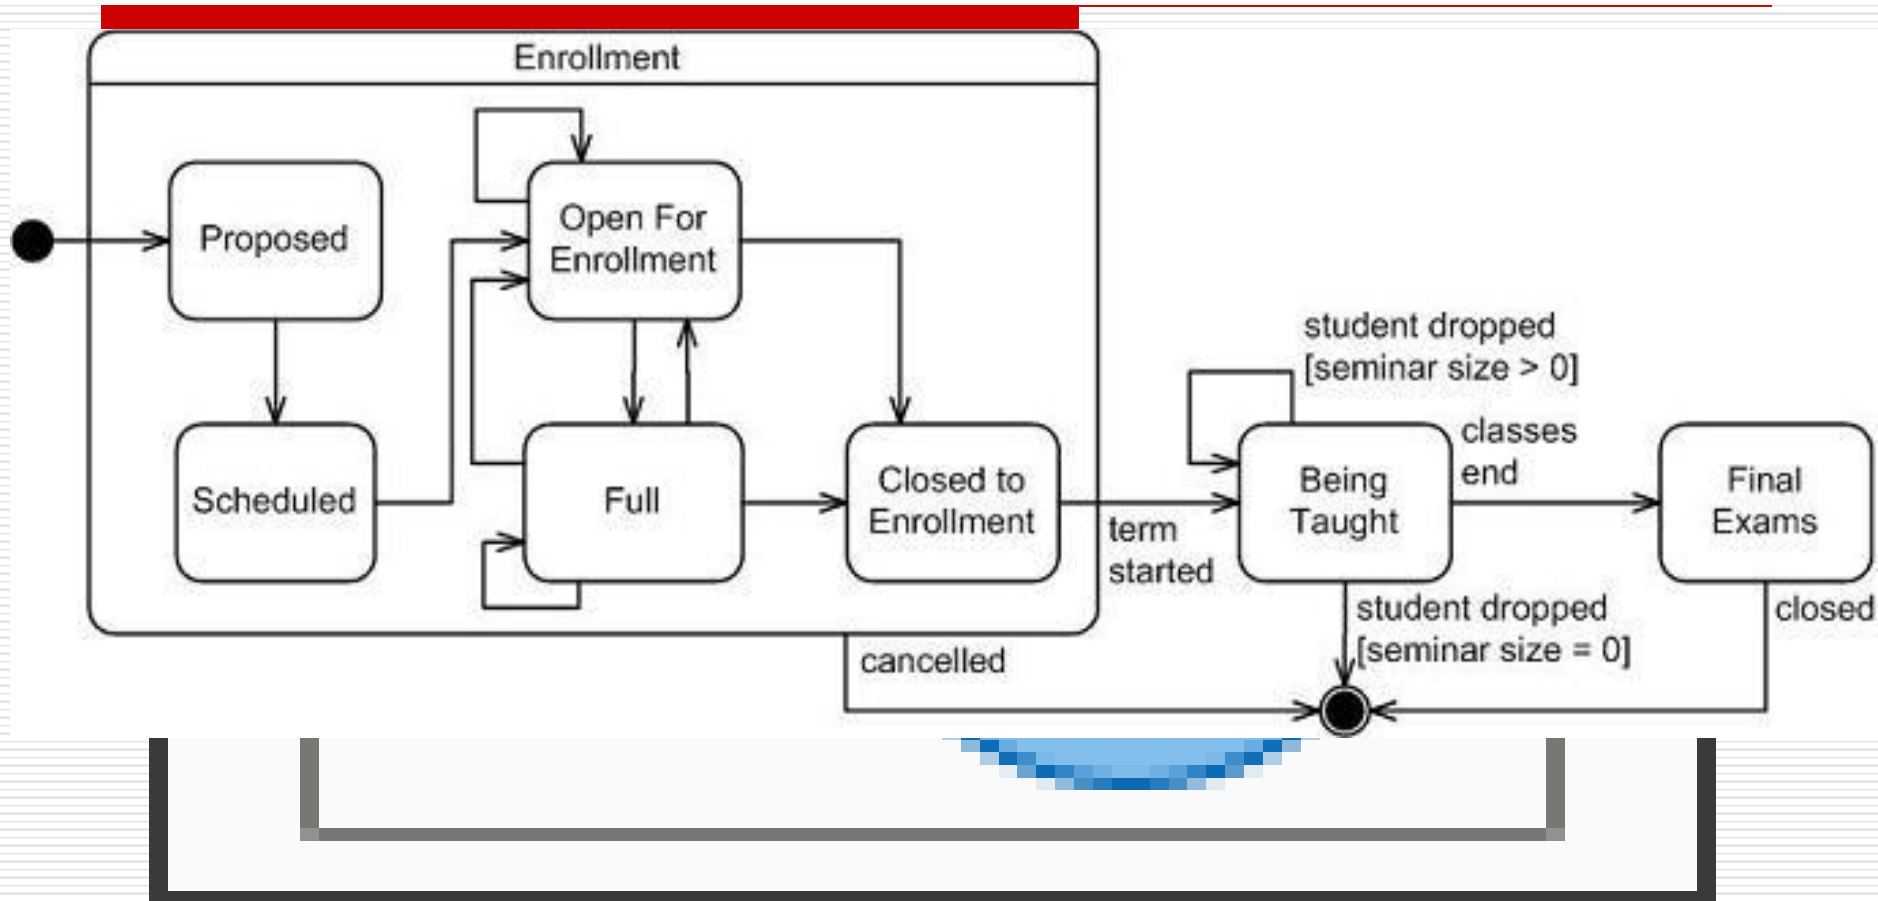 Enrollment
Proposed
Open For
Enrollment
Scheduled
Full
Closed to
Enrollment
term
started
student dropped
[seminar size > 0]
Being
Taught
classes
end
Final
Exams
student dropped
[seminar size = 0]
closed
cancelled